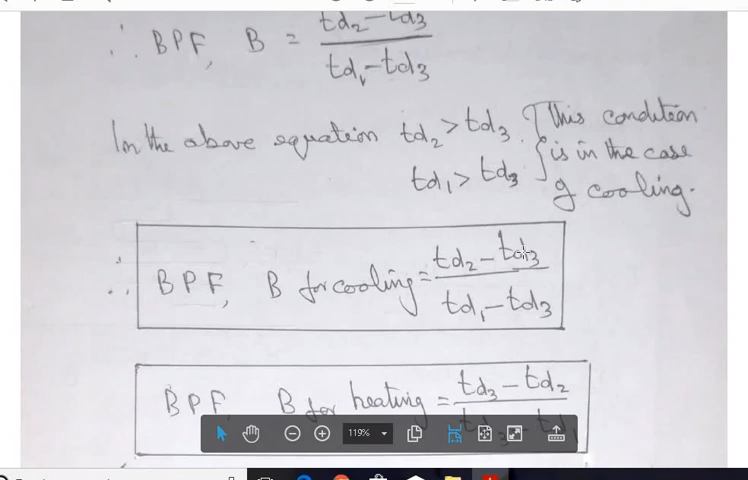 ∴ BPF, B = td₂ - td₃ / td₁ - td₃
In the above equation td₂ > td₃ } This condition
td₁ > td₃ is in the case
of cooling.
∴ BPF, B for cooling = td₂ - td₃ / td₁ - td₃
BPF, B for heating = td₃ - td₂ /
119%